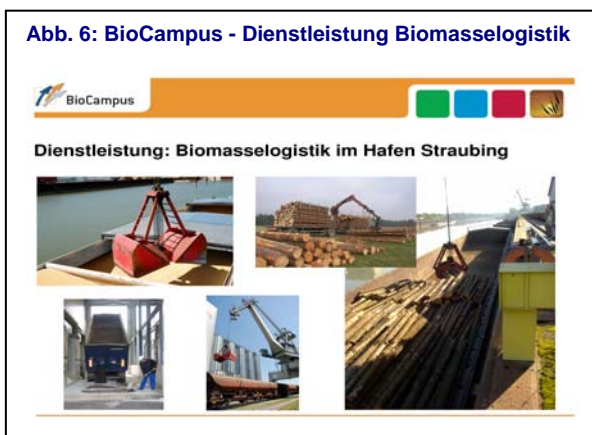 Abb. 6: BioCampus - Dienstleistung Biomasselogistik
BioCampus
Dienstleistung: Biomasselogistik im Hafen Straubing